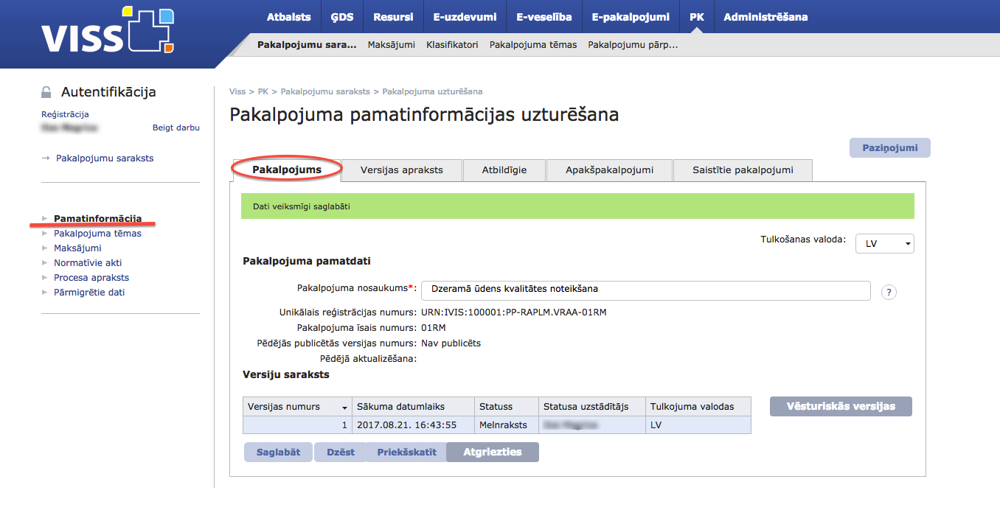 VISS
Atbalsts ĢDS Resursi E-uzdevumi E-veselība E-pakalpojumi PK Administrēšana
Pakalpojumu sara... Maksājumi Klasifikatori Pakalpojuma tēmas Pakalpojumu pārp...
Autentifikācija
Reģistrācija
Beigt darbu
→ Pakalpojumu saraksts
Pamatinformācija
Pakalpojuma tēmas
Maksājumi
Normatīvie akti
Procesa apraksts
Pārmigrētie dati
Viss > PK > Pakalpojumu saraksts > Pakalpojuma uzturēšana
Pakalpojuma pamatinformācijas uzturēšana
Paziņojumi
Pakalpojums Versijas apraksts Atbildīgie Apakšpakalpojumi Saistītie pakalpojumi
Dati veiksmīgi saglabāti
Tulkošanas valoda: LV
Pakalpojuma pamatdati
Pakalpojuma nosaukums*: Dzeramā ūdens kvalitātes noteikšana ?
Unikālais reģistrācijas numurs: URN:IVIS:100001:PP-RAPLM.VRAA-01RM
Pakalpojuma īsais numurs: 01RM
Pēdējās publicētās versijas numurs: Nav publicēts
Pēdējā aktualizēšana:
Versiju saraksts
Versijas numurs Sākuma datumlaiks Statuss Statusa uzstādītājs Tulkojuma valodas
1 2017.08.21. 16:43:55 Melnraksts LV
Vēsturiskās versijas
Saglabāt Dzēst Priekšskatīt Atgriezties